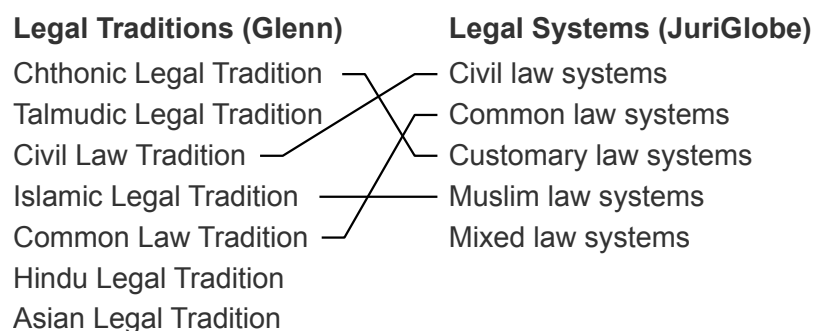 Legal Traditions (Glenn)
Chthonic Legal Tradition
Talmudic Legal Tradition
Civil Law Tradition
Islamic Legal Tradition
Common Law Tradition
Hindu Legal Tradition
Asian Legal Tradition
Legal Systems (JuriGlobe)
Civil law systems
Common law systems
Customary law systems
Muslim law systems
Mixed law systems